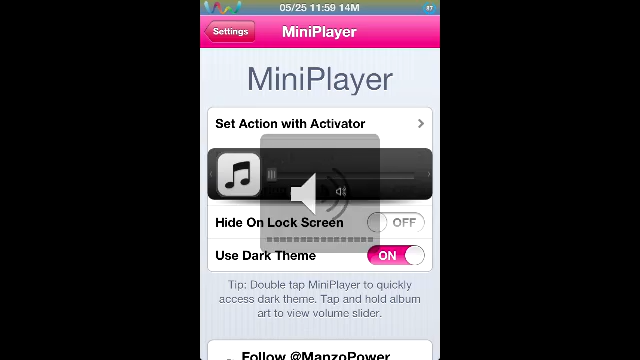 05/25 11:59 14M
Settings
MiniPlayer
MiniPlayer
Set Action with Activator
Hide On Lock Screen
OFF
Use Dark Theme
ON
Tip: Double tap MiniPlayer to quickly
access dark theme. Tap and hold album
art to view volume slider.
Follow @ManzoPower